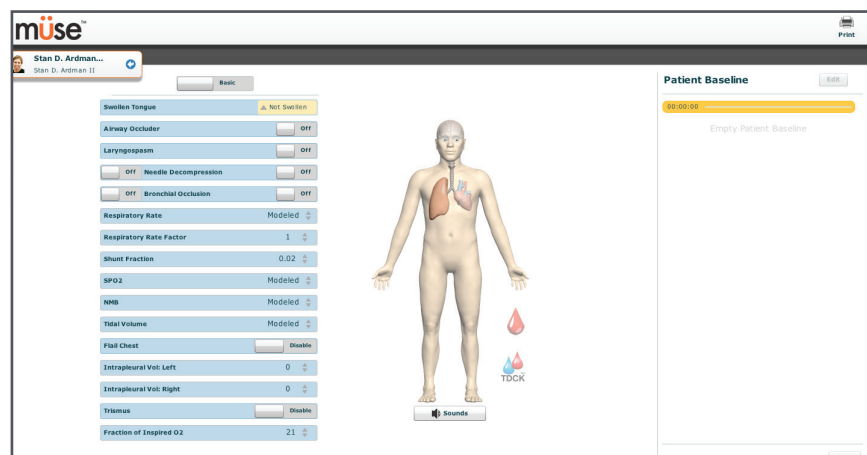 müse™
Print
Stan D. Ardman...
Stan D. Ardman II
Basic
Swollen Tongue Not Swollen
Airway Occluder Off
Laryngospasm Off
Off Needle Decompression Off
Off Bronchial Occlusion Off
Respiratory Rate Modeled
Respiratory Rate Factor 1
Shunt Fraction 0.02
SPO2 Modeled
NMB Modeled
Tidal Volume Modeled
Flail Chest Disable
Intrapleural Vol: Left 0
Intrapleural Vol: Right 0
Trismus Disable
Fraction of Inspired O2 21
TDCK
Sounds
Patient Baseline Edit
00:00:00
Empty Patient Baseline